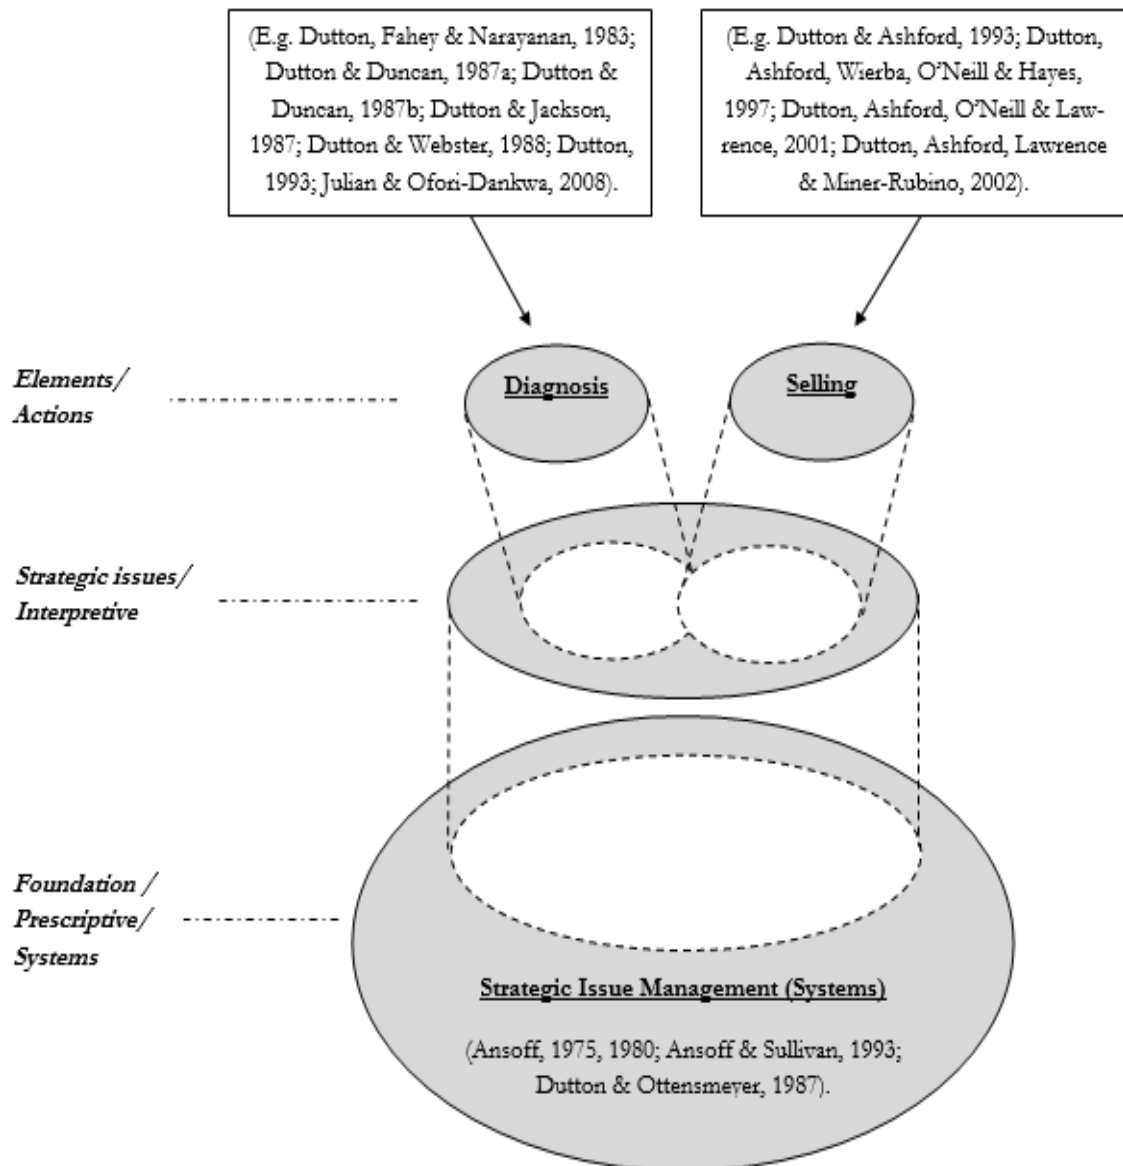 (E.g. Dutton, Fahey & Narayanan, 1983;
Dutton & Duncan, 1987a; Dutton &
Duncan, 1987b; Dutton & Jackson,
1987; Dutton & Webster, 1988; Dutton,
1993; Julian & Ofori-Dankwa, 2008).
(E.g. Dutton & Ashford, 1993; Dutton,
Ashford, Wierba, O’Neill & Hayes,
1997; Dutton, Ashford, O’Neill & Law-
rence, 2001; Dutton, Ashford, Lawrence
& Miner-Rubino, 2002).
Elements/
Actions
Diagnosis
Selling
Strategic issues/
Interpretive
Foundation /
Prescriptive/
Systems
Strategic Issue Management (Systems)
(Ansoff, 1975, 1980; Ansoff & Sullivan, 1993;
Dutton & Ottensmeyer, 1987).